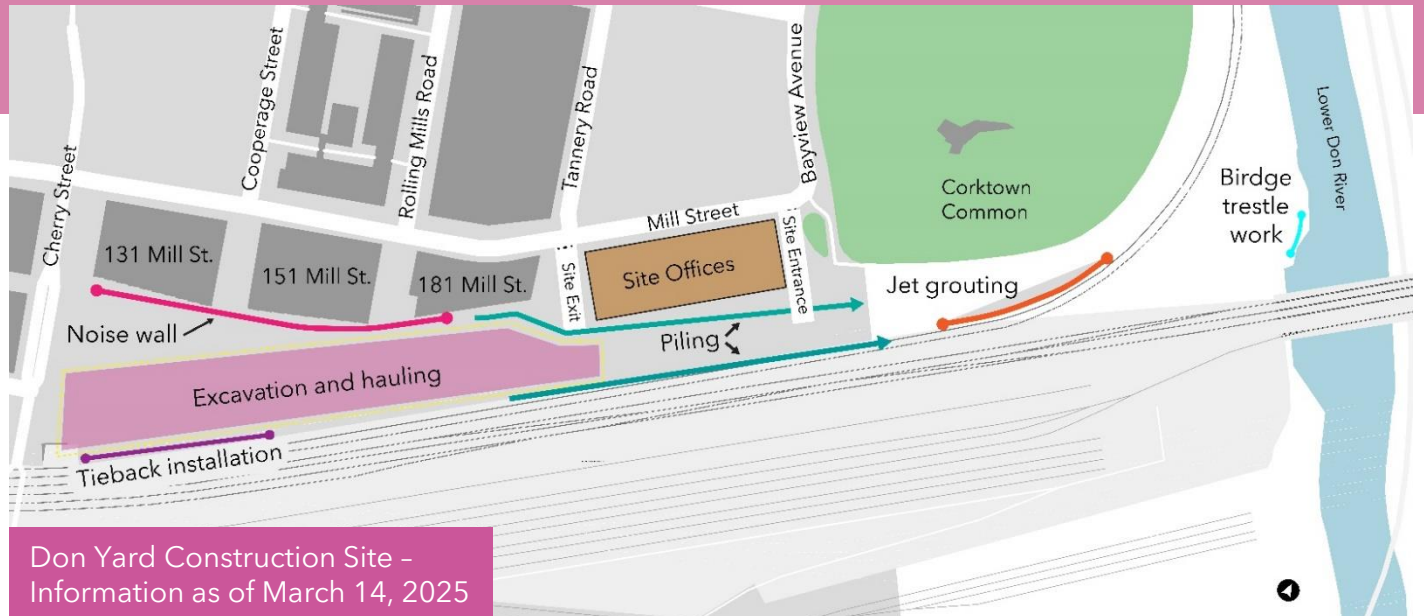 Cherry Street
Cooperage Street
Rolling Mills Road
Tannery Road
Bayview Avenue
Lower Don River
Corktown
Common
Birdge
trestle
work
Mill Street
131 Mill St.
151 Mill St.
181 Mill St.
Site Exit
Site Offices
Site Entrance
Jet grouting
Noise wall
Piling
Excavation and hauling
Tieback installation
Don Yard Construction Site –
Information as of March 14, 2025